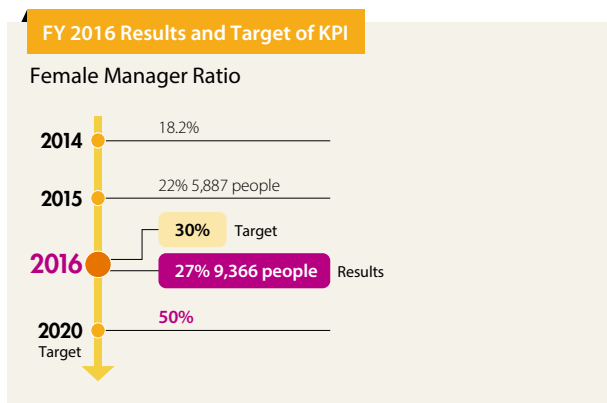 FY 2016 Results and Target of KPI
Female Manager Ratio
2014
18.2%
2015
22% 5,887 people
30% Target
2016
27% 9,366 people Results
2020
50%
Target